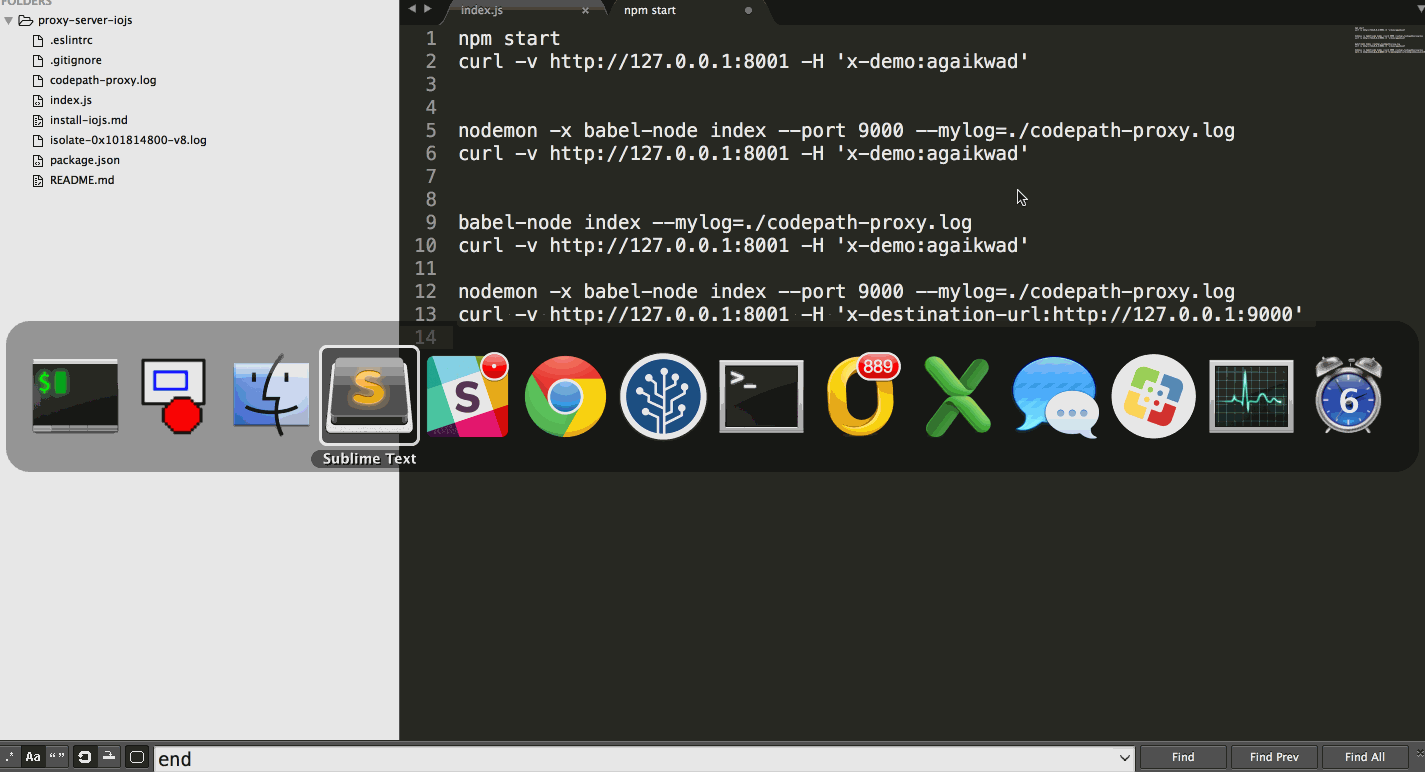 FOLDERS
proxy-server-iojs
.eslintrc
.gitignore
codepath-proxy.log
index.js
install-iojs.md
isolate-0x101814800-v8.log
package.json
README.md
index.js ×
npm start
1 npm start
2 curl -v http://127.0.0.1:8001 -H 'x-demo:agaikwad'
3
4
5 nodemon -x babel-node index --port 9000 --mylog=./codepath-proxy.log
6 curl -v http://127.0.0.1:8001 -H 'x-demo:agaikwad'
7
8
9 babel-node index --mylog=./codepath-proxy.log
10 curl -v http://127.0.0.1:8001 -H 'x-demo:agaikwad'
11
12 nodemon -x babel-node index --port 9000 --mylog=./codepath-proxy.log
13 curl -v http://127.0.0.1:8001 -H 'x-destination-url:http://127.0.0.1:9000'
14
$
S
S
>_
889
6
Sublime Text
.* Aa “ ” end Find Find Prev Find All